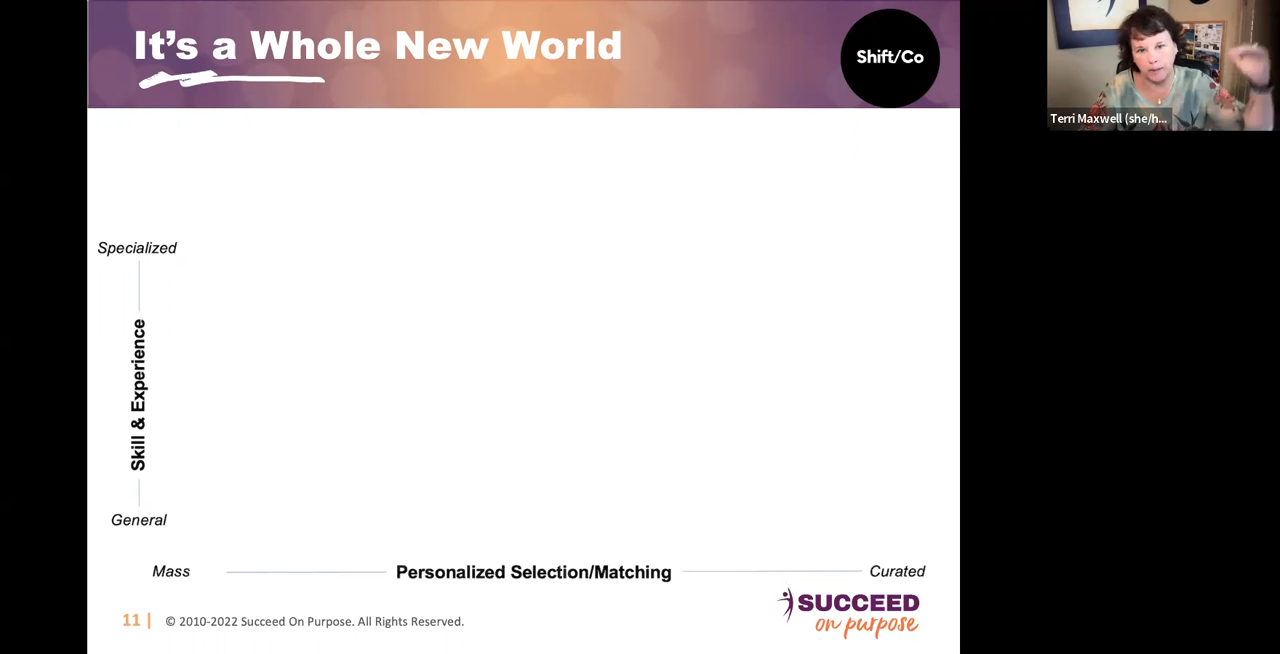 It's a Whole New World
Shift/Co
Terri Maxwell (she/h...
Specialized
Skill & Experience
General
Mass
Personalized Selection/Matching
Curated
11 |
© 2010-2022 Succeed On Purpose. All Rights Reserved.
SUCCEED
on purpose